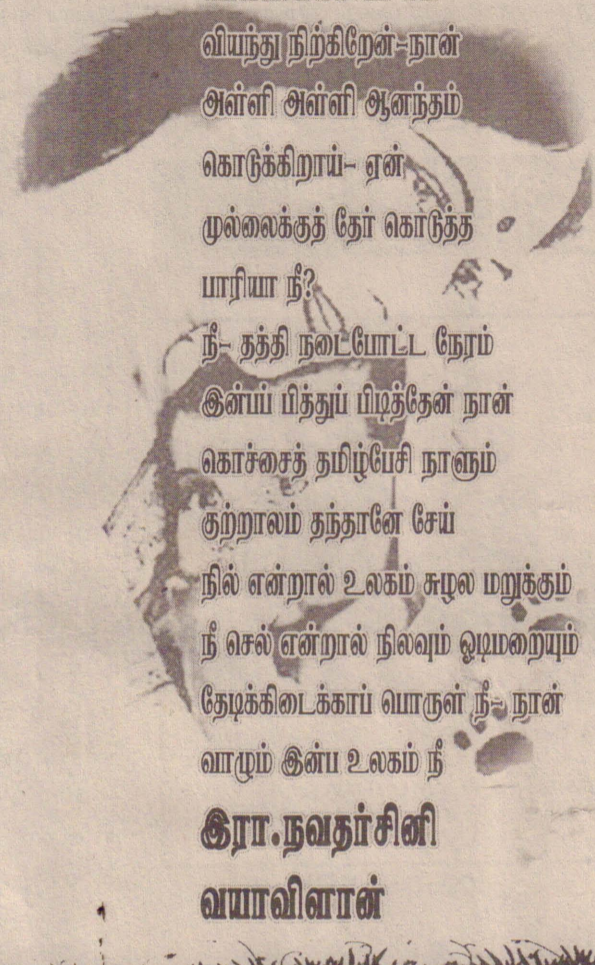 வியந்து நிற்கிறேன்-நான்
அள்ளி அள்ளி ஆனந்தம்
கொடுக்கிறாய்- ஏன்
முல்லைக்குத் தேர் கொடுத்த
பாரியா நீ?
நீ- தத்தி நடைபோட்ட நேரம்
இன்பப் பித்துப் பிடித்தேன் நான்
கொச்சைத் தமிழ்பேசி நாளும்
குற்றாலம் தந்தானே சேய்
நில் என்றால் உலகம் சுழல மறுக்கும்
நீ செல் என்றால் நிலவும் ஓடிமறையும்
தேடிக்கிடைக்காப் பொருள் நீ- நான்
வாழும் இன்ப உலகம் நீ
இரா.நவதர்சினி
வயாவிளான்